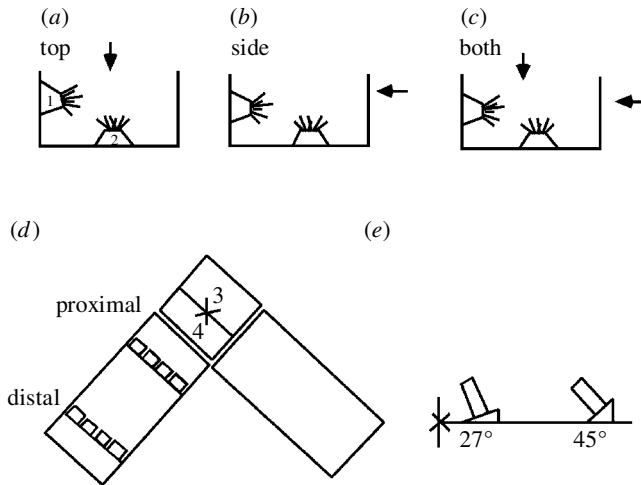 (a)
top
(b)
side
(c)
both
1
2
(d)
proximal
3
4
distal
(e)
27°
45°